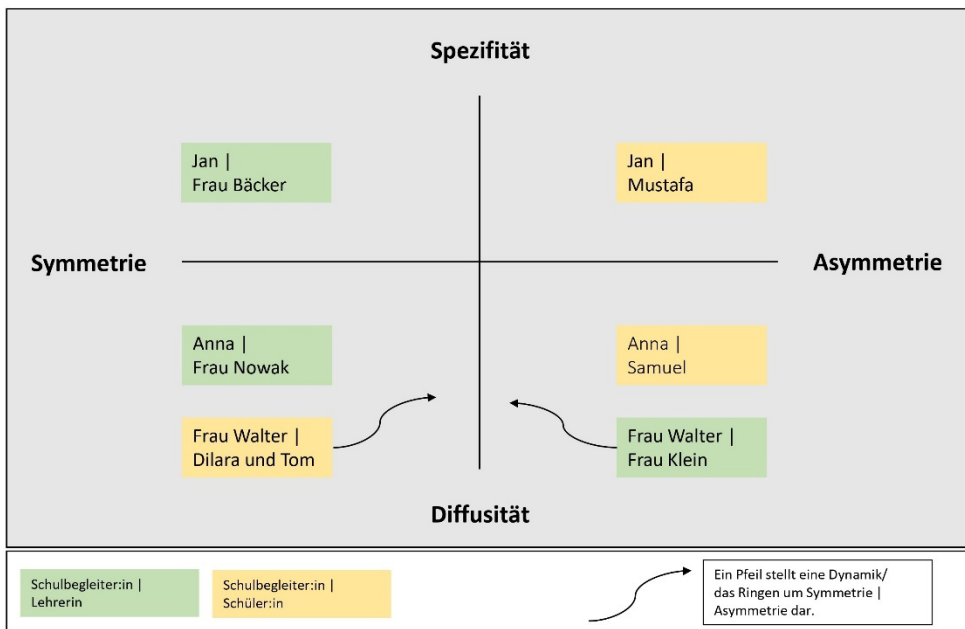 Spezifität
Jan |
Frau Bäcker
Jan |
Mustafa
Symmetrie
Asymmetrie
Anna |
Frau Nowak
Anna |
Samuel
Frau Walter |
Dilara und Tom
Frau Walter |
Frau Klein
Diffusität
Schulbegleiter:in |
Lehrerin
Schulbegleiter:in |
Schüler:in
Ein Pfeil stellt eine Dynamik/
das Ringen um Symmetrie |
Asymmetrie dar.